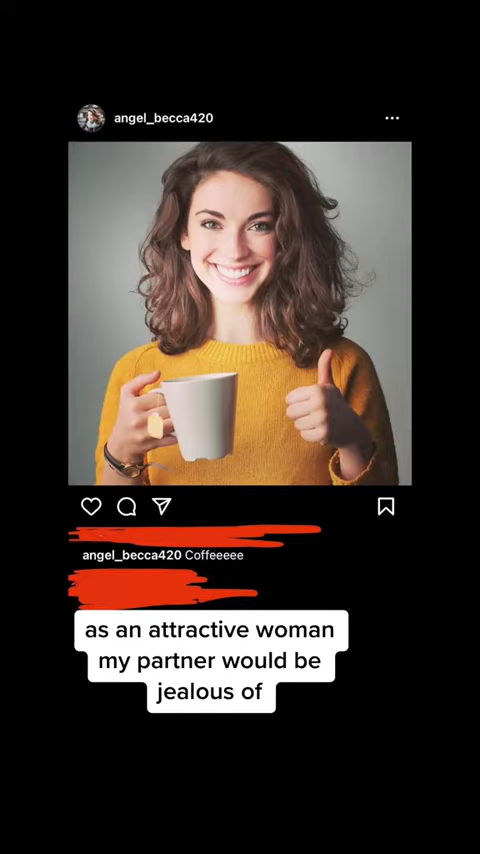 angel_becca420
angel_becca420 Coffeeeee
as an attractive woman
my partner would be
jealous of